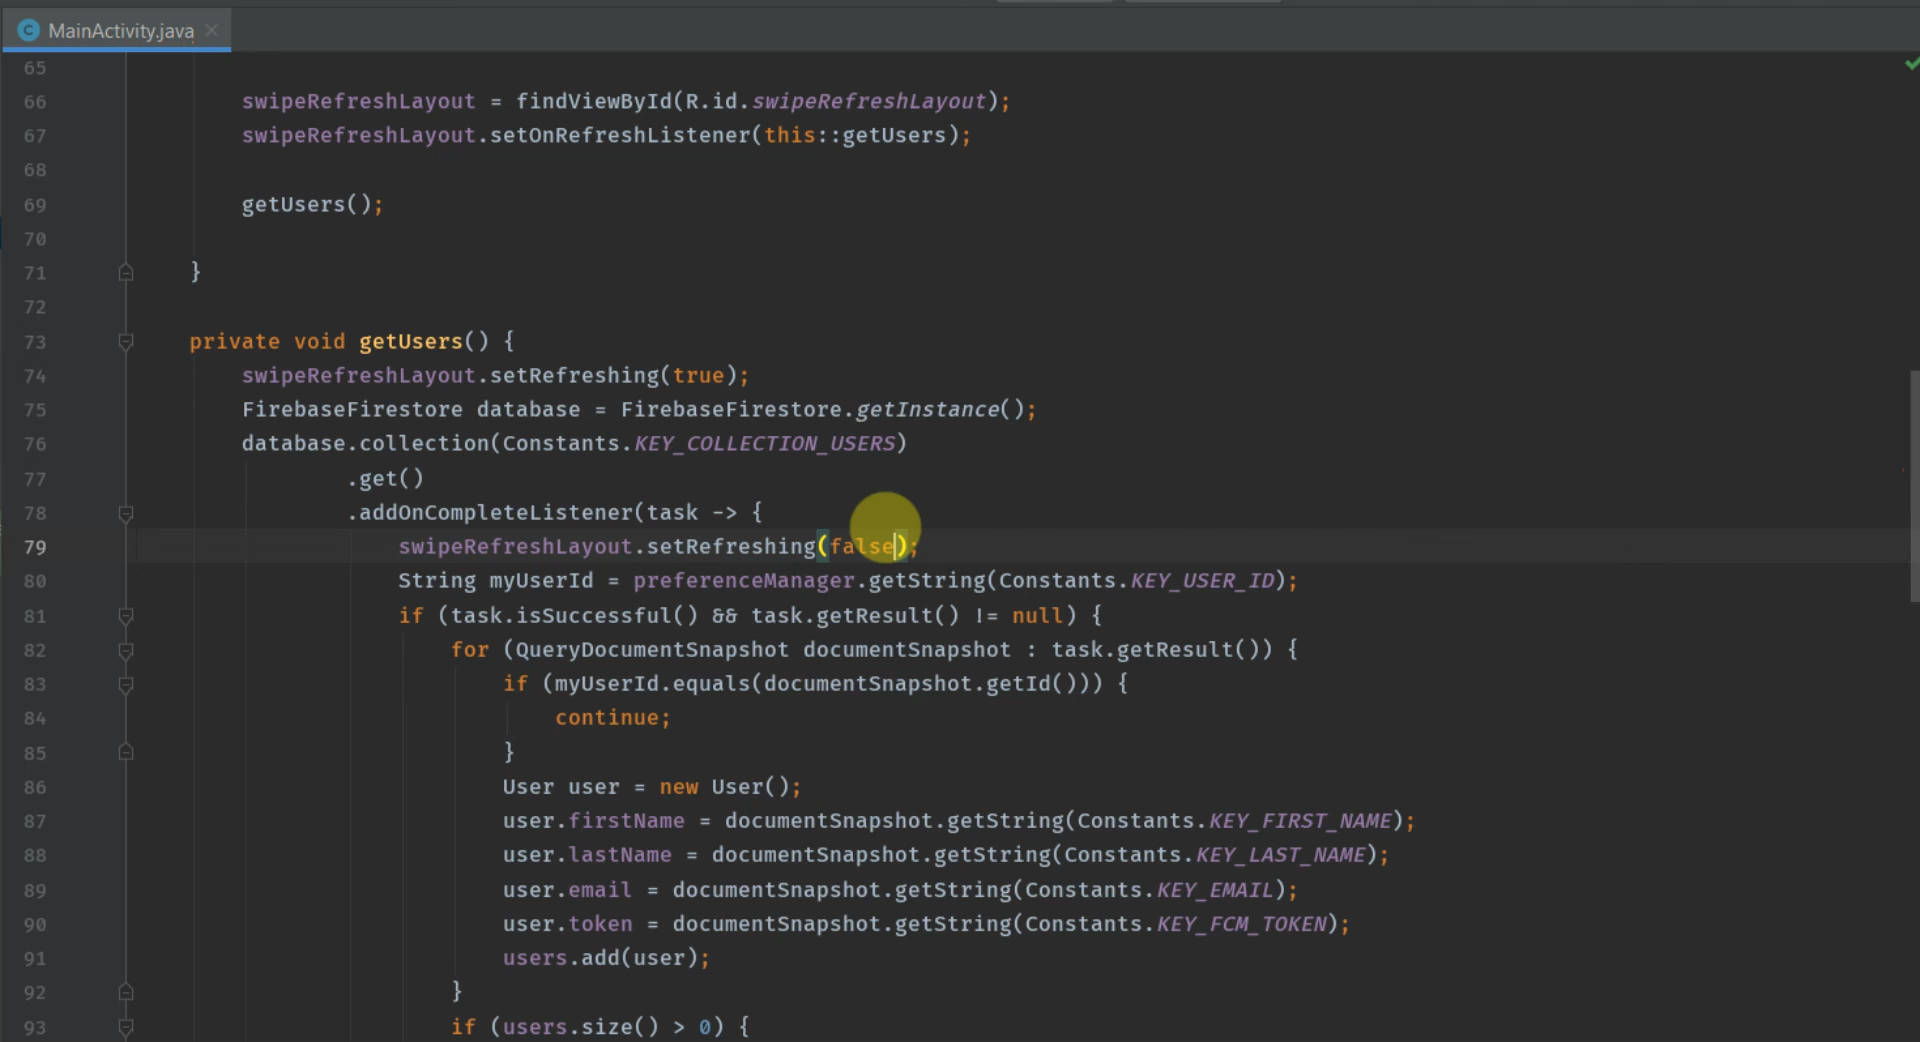 C MainActivity.java
65
66 swipeRefreshLayout = findViewById(R.id.swipeRefreshLayout);
67 swipeRefreshLayout.setOnRefreshListener(this::getUsers);
68
69 getUsers();
70
71 }
72
73 private void getUsers() {
74 swipeRefreshLayout.setRefreshing(true);
75 FirebaseFirestore database = FirebaseFirestore.getInstance();
76 database.collection(Constants.KEY_COLLECTION_USERS)
77 .get()
78 .addOnCompleteListener(task -> {
79 swipeRefreshLayout.setRefreshing(false);
80 String myUserId = preferenceManager.getString(Constants.KEY_USER_ID);
81 if (task.isSuccessful() && task.getResult() != null) {
82 for (QueryDocumentSnapshot documentSnapshot : task.getResult()) {
83 if (myUserId.equals(documentSnapshot.getId())) {
84 continue;
85 }
86 User user = new User();
87 user.firstName = documentSnapshot.getString(Constants.KEY_FIRST_NAME);
88 user.lastName = documentSnapshot.getString(Constants.KEY_LAST_NAME);
89 user.email = documentSnapshot.getString(Constants.KEY_EMAIL);
90 user.token = documentSnapshot.getString(Constants.KEY_FCM_TOKEN);
91 users.add(user);
92 }
93 if (users.size() > 0) {